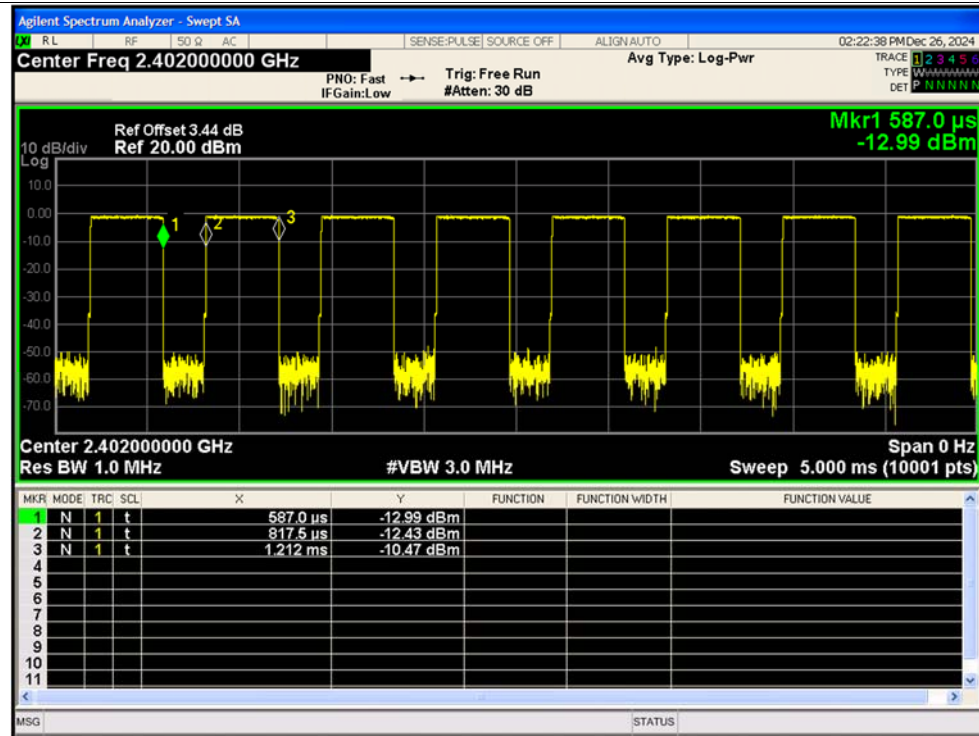 Agilent Spectrum Analyzer - Swept SA
RL RF 50 Ω AC SENSE:PULSE SOURCE OFF ALIGN AUTO 02:22:38 PM Dec 26, 2024
Center Freq 2.402000000 GHz
PNO: Fast
IFGain:Low
Trig: Free Run
#Atten: 30 dB
Avg Type: Log-Pwr
TRACE 1 2 3 4 5 6
TYPE W
DET P N N N N N
Mkr1 587.0 µs
-12.99 dBm
Ref Offset 3.44 dB
10 dB/div Ref 20.00 dBm
Log
10.0
0.00
-10.0
-20.0
-30.0
-40.0
-50.0
-60.0
-70.0
1 2 3
Center 2.402000000 GHz Span 0 Hz
Res BW 1.0 MHz #VBW 3.0 MHz Sweep 5.000 ms (10001 pts)
MKR MODE TRC SCL X Y FUNCTION FUNCTION WIDTH FUNCTION VALUE
1 N 1 t 587.0 µs -12.99 dBm
2 N 1 t 817.5 µs -12.43 dBm
3 N 1 t 1.212 ms -10.47 dBm
4
5
6
7
8
9
10
11
MSG STATUS